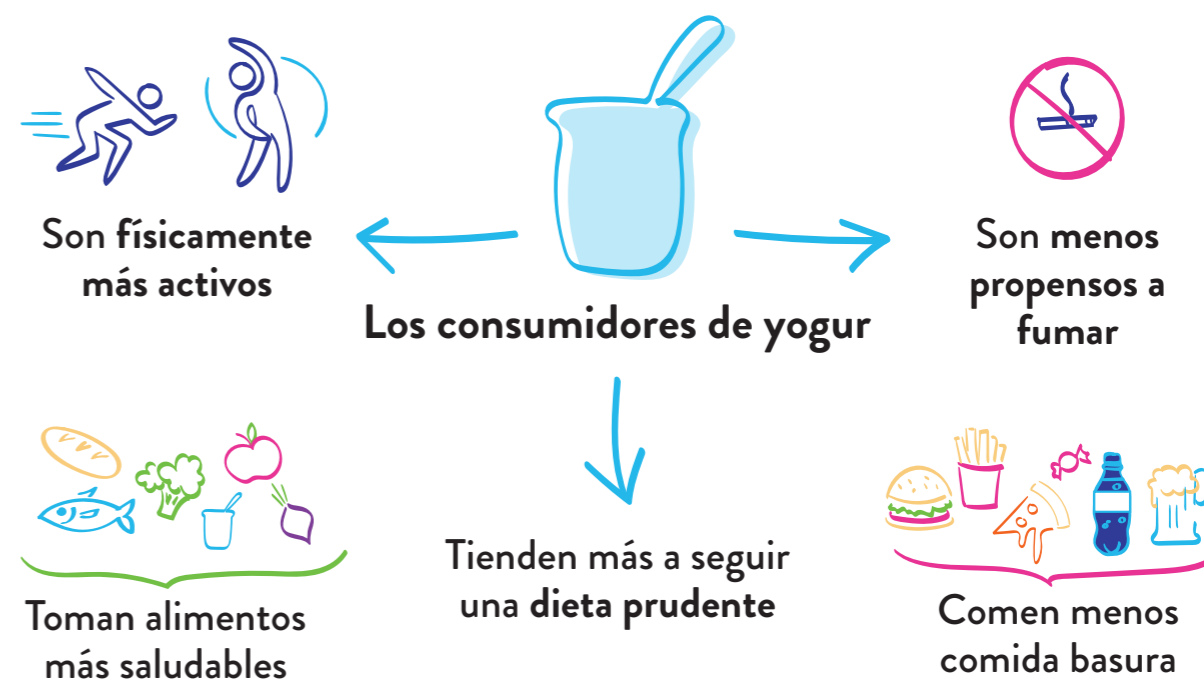 Son físicamente
más activos
Los consumidores de yogur
Son menos
propensos a
fumar
Toman alimentos
más saludables
Tienden más a seguir
una dieta prudente
Comen menos
comida basura